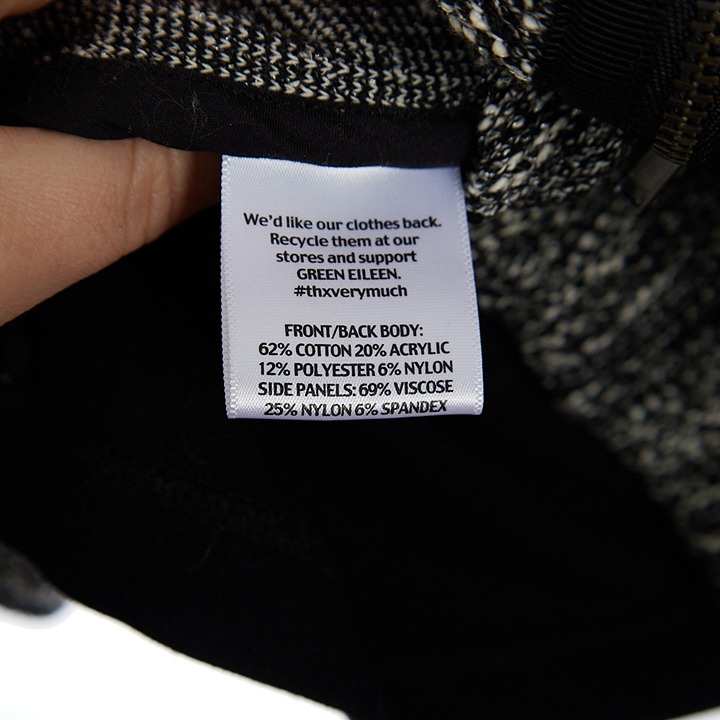 We'd like our clothes back.
Recycle them at our
stores and support
GREEN EILEEN.
#thxverymuch
FRONT/BACK BODY:
62% COTTON 20% ACRYLIC
12% POLYESTER 6% NYLON
SIDE PANELS: 69% VISCOSE
25% NYLON 6% SPANDEX